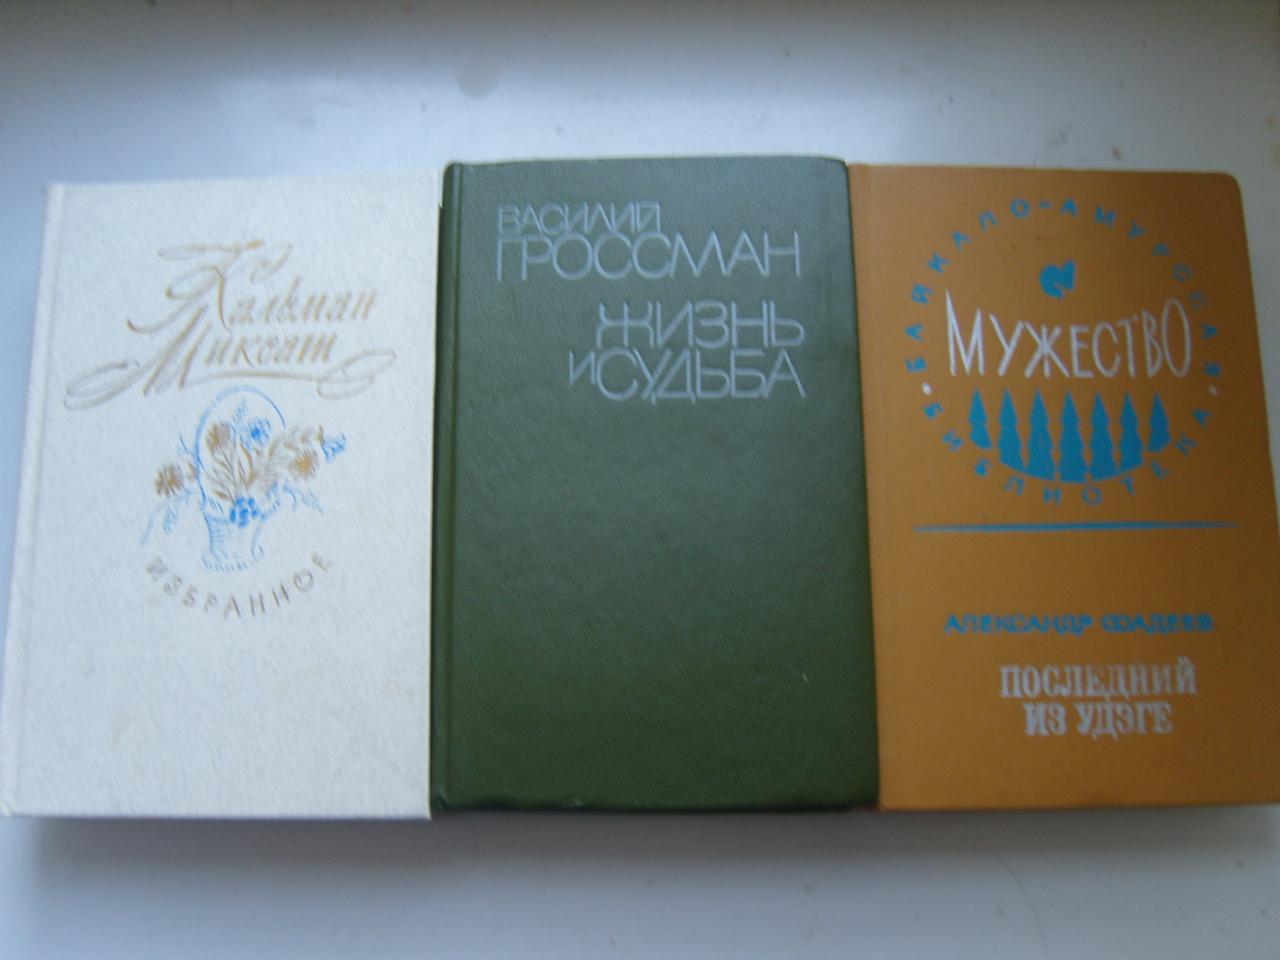 Кальман
Миксат
ИЗБРАННОЕ
ВАСИЛИЙ
ГРОССМАН
ЖИЗНЬ
И СУДЬБА
БАЙКАЛО-АМУРСКАЯ
МУЖЕСТВО
БИБЛИОТЕКА
АЛЕКСАНДР ФАДЕЕВ
ПОСЛЕДНИЙ
ИЗ УДЭГЕ